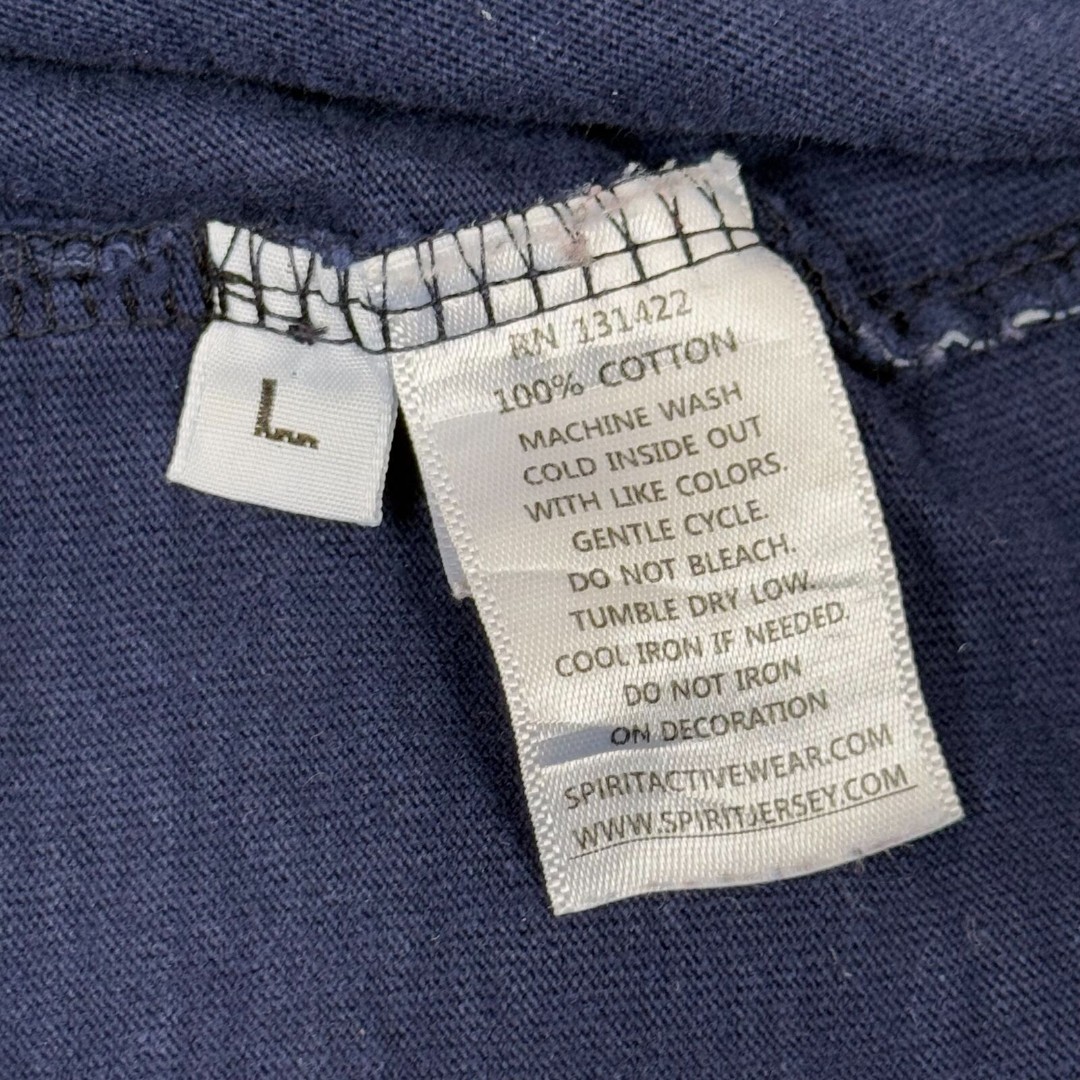 L
RN 131422
100% COTTON
MACHINE WASH
COLD INSIDE OUT
WITH LIKE COLORS.
GENTLE CYCLE.
DO NOT BLEACH.
TUMBLE DRY LOW.
COOL IRON IF NEEDED.
DO NOT IRON
ON DECORATION
SPIRITACTIVEWEAR.COM
WWW.SPIRITJERSEY.COM